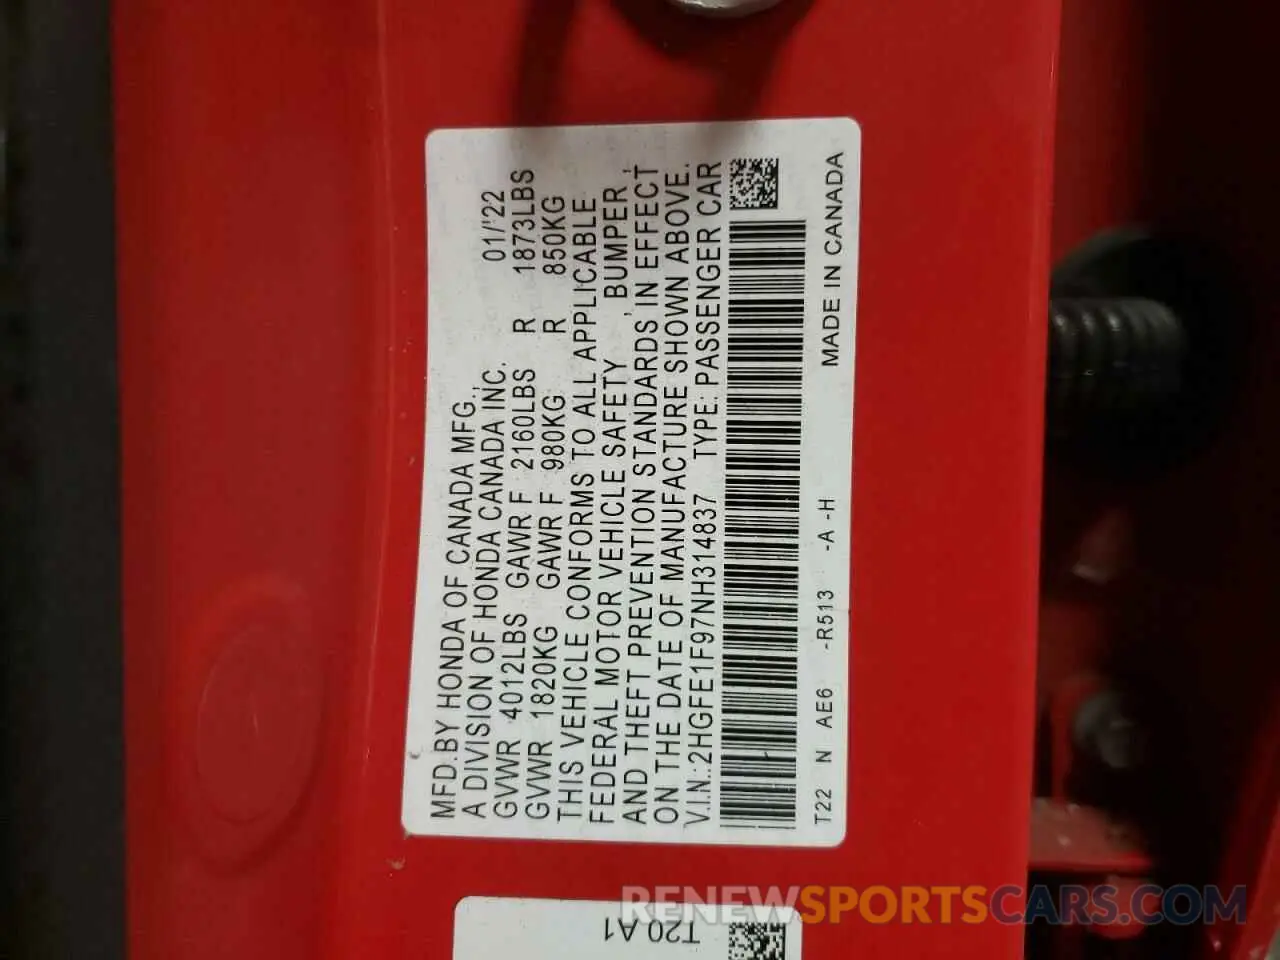 MFD.BY HONDA OF CANADA MFG.,
A DIVISION OF HONDA CANADA INC. 01/'22
GVWR 4012LBS GAWR F 2160LBS R 1873LBS
GVWR 1820KG GAWR F 980KG R 850KG
THIS VEHICLE CONFORMS TO ALL APPLICABLE
FEDERAL MOTOR VEHICLE SAFETY , BUMPER ,
AND THEFT PREVENTION STANDARDS IN EFFECT
ON THE DATE OF MANUFACTURE SHOWN ABOVE.
V.I.N.: 2HGFE1F97NH314837 TYPE: PASSENGER CAR
T22 N AE6 -R513 -A -H MADE IN CANADA
T20 A1
RENEWSPORTSCARS.COM